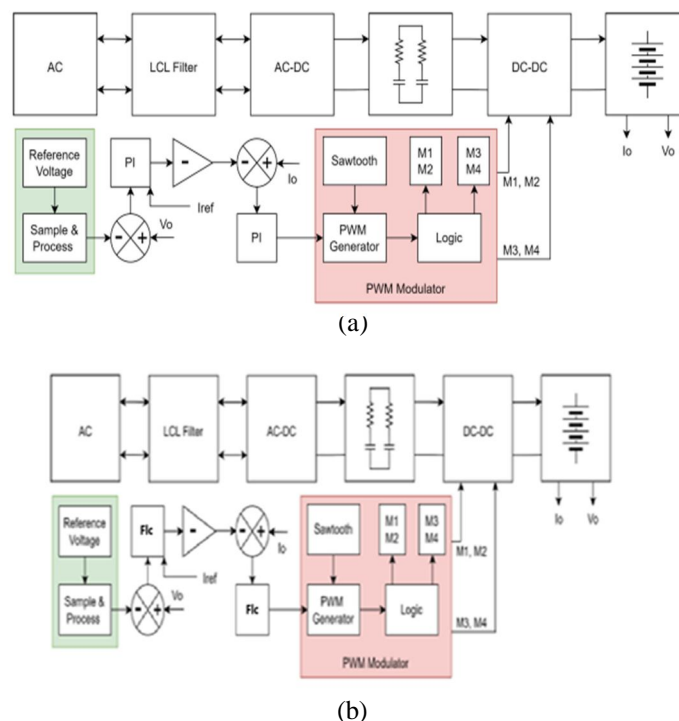 AC
LCL Filter
AC-DC
DC-DC
Io
Vo
Reference
Voltage
Sample &
Process
-
+
Vo
PI
Iref
-
-
+
Io
PI
Sawtooth
PWM
Generator
M1
M2
M3
M4
Logic
PWM Modulator
M1, M2
M3, M4
(a)
AC
LCL Filter
AC-DC
DC-DC
Io
Vo
Reference
Voltage
Sample &
Process
-
+
Vo
Flc
Iref
-
-
+
Io
Flc
Sawtooth
PWM
Generator
M1
M2
M3
M4
Logic
PWM Modulator
M1, M2
M3, M4
(b)